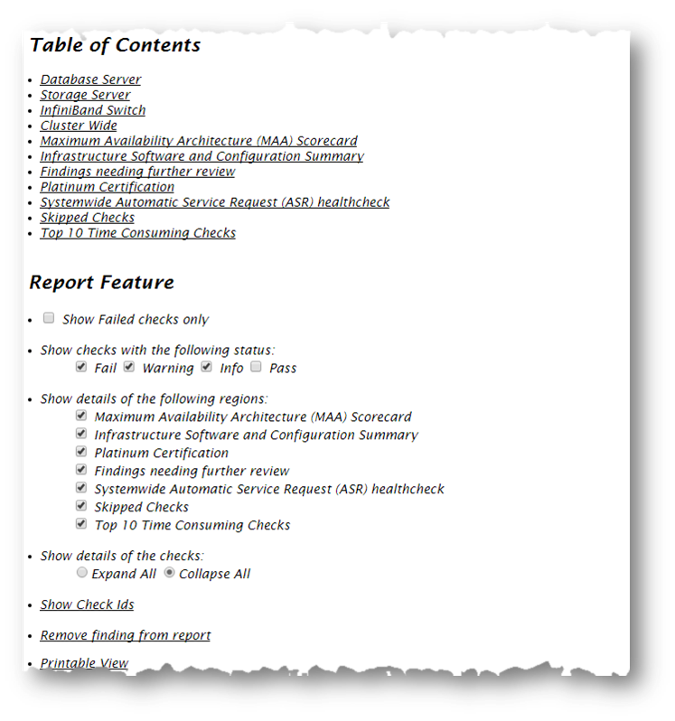 Table of Contents
Database Server
Storage Server
InfiniBand Switch
Cluster Wide
Maximum Availability Architecture (MAA) Scorecard
Infrastructure Software and Configuration Summary
Findings needing further review
Platinum Certification
Systemwide Automatic Service Request (ASR) healthcheck
Skipped Checks
Top 10 Time Consuming Checks
Report Feature
Show Failed checks only
Show checks with the following status:
Fail Warning Info Pass
Show details of the following regions:
Maximum Availability Architecture (MAA) Scorecard
Infrastructure Software and Configuration Summary
Platinum Certification
Findings needing further review
Systemwide Automatic Service Request (ASR) healthcheck
Skipped Checks
Top 10 Time Consuming Checks
Show details of the checks:
Expand All Collapse All
Show Check Ids
Remove finding from report
Printable View